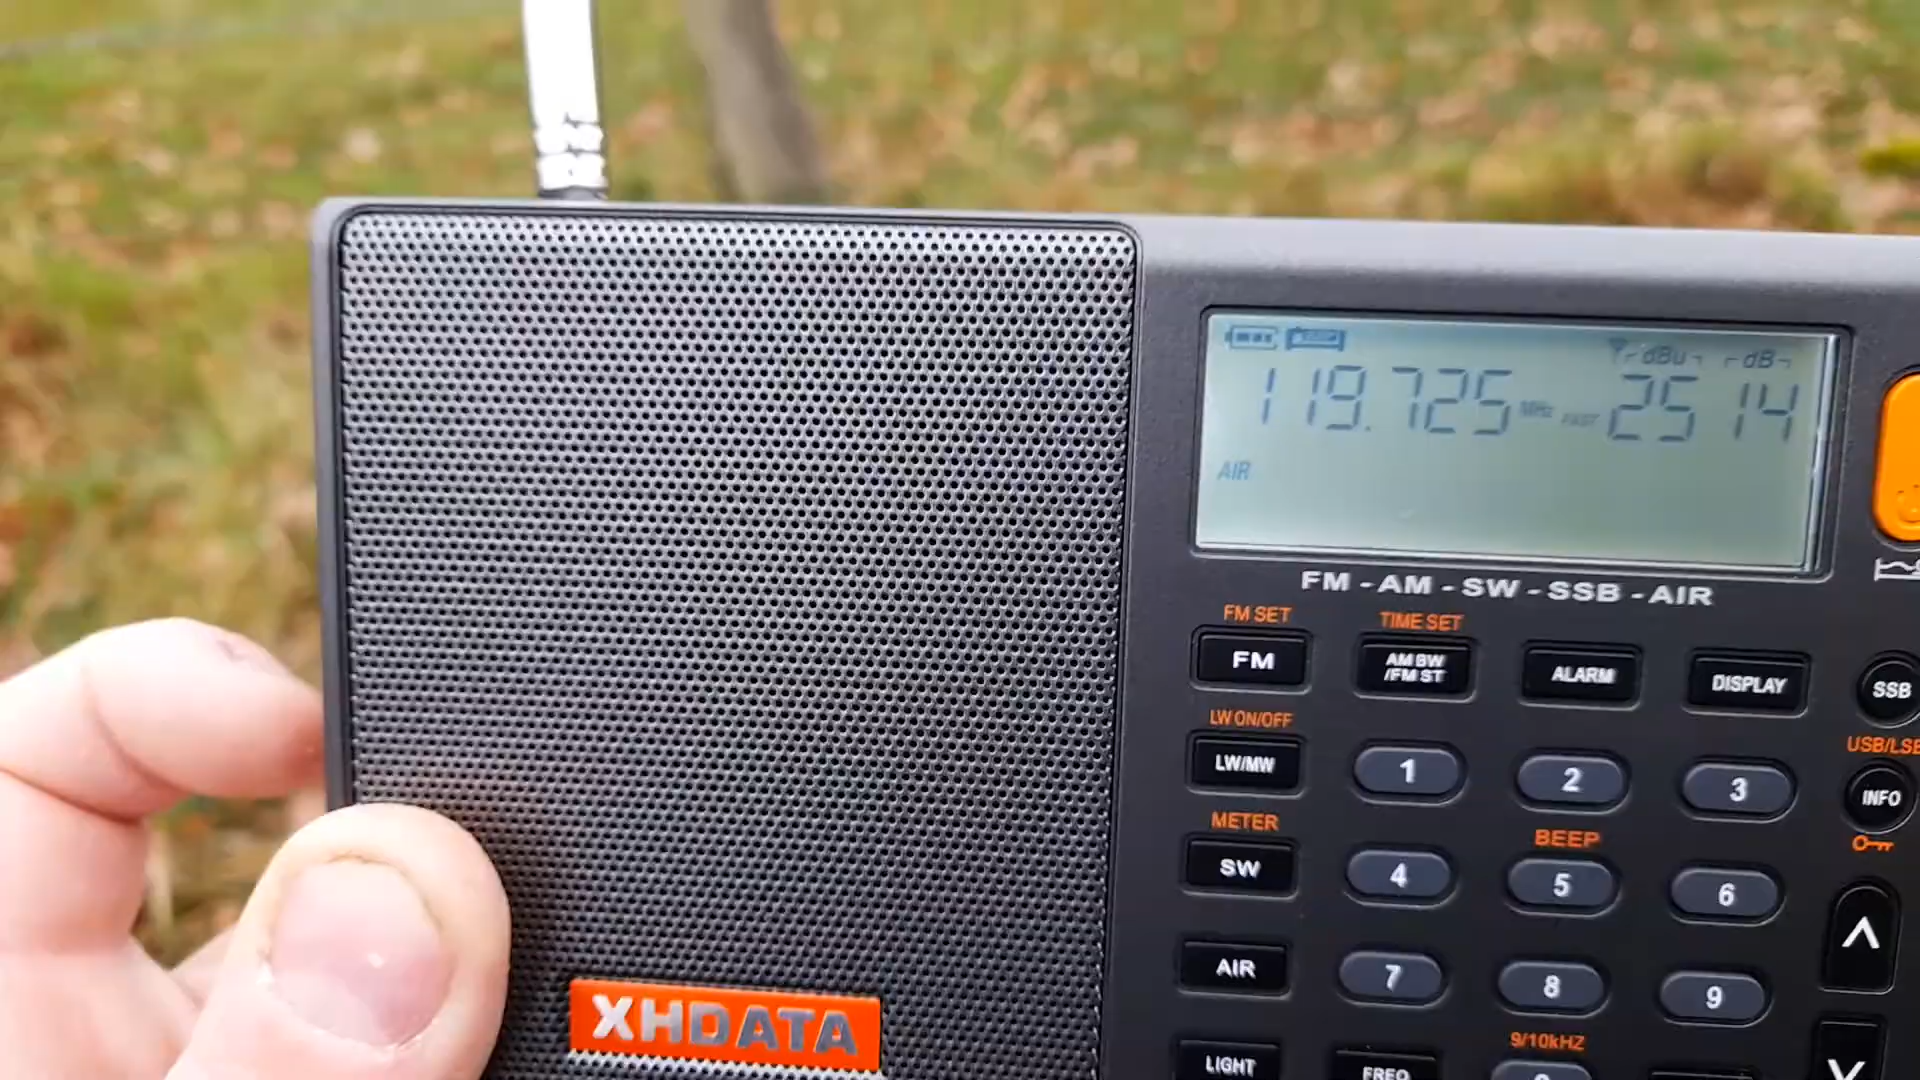 dBu dB
119.725 MHz FAST 25 14
AIR
FM - AM - SW - SSB - AIR
FM SET TIME SET
FM AM BW /FM ST ALARM DISPLAY SSB
LW ON/OFF USB/LSB
LW/MW 1 2 3 INFO
METER BEEP
SW 4 5 6
AIR 7 8 9
XHDATA
9/10kHZ
LIGHT FREQ